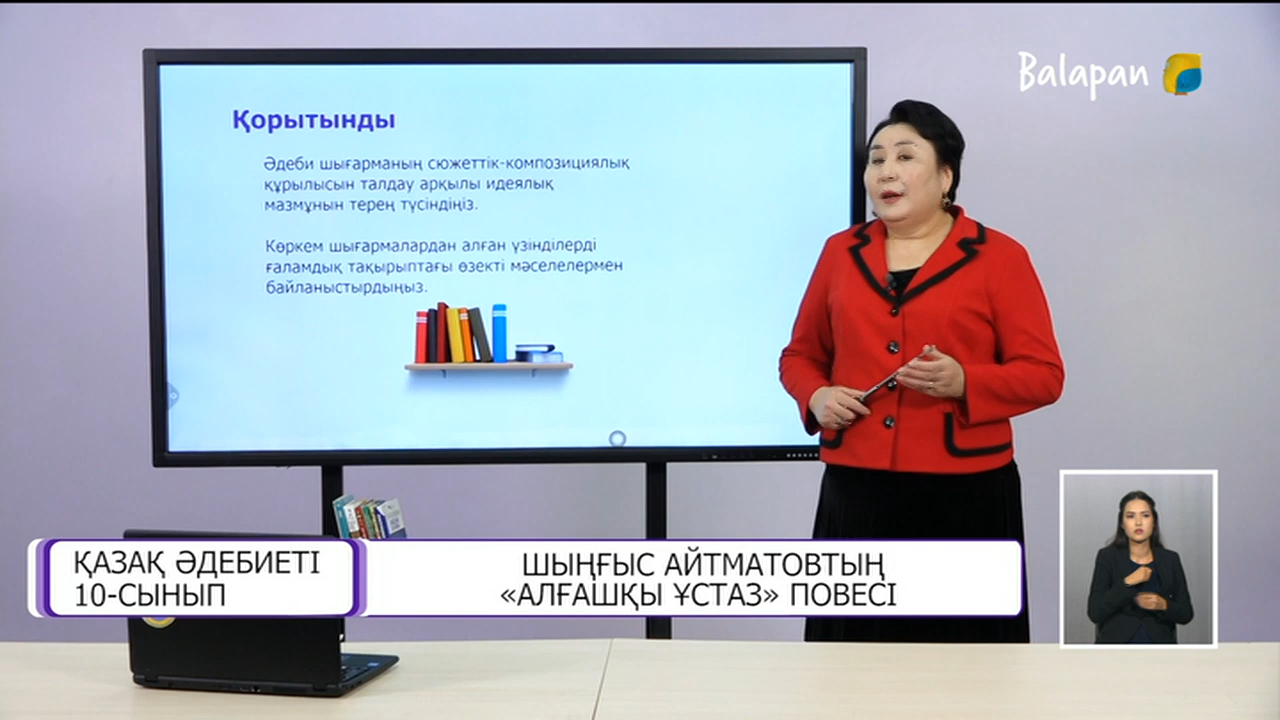 Balapan
Қорытынды
Әдеби шығарманың сюжеттік-композициялық
құрылысын талдау арқылы идеялық
мазмұнын терең түсіндіңіз.
Көркем шығармалардан алған үзінділерді
ғаламдық тақырыптағы өзекті мәселелермен
байланыстырдыңыз.
ҚАЗАҚ ӘДЕБИЕТІ
10-СЫНЫП
ШЫҢҒЫС АЙТМАТОВТЫҢ
«АЛҒАШҚЫ ҰСТАЗ» ПОВЕСІ